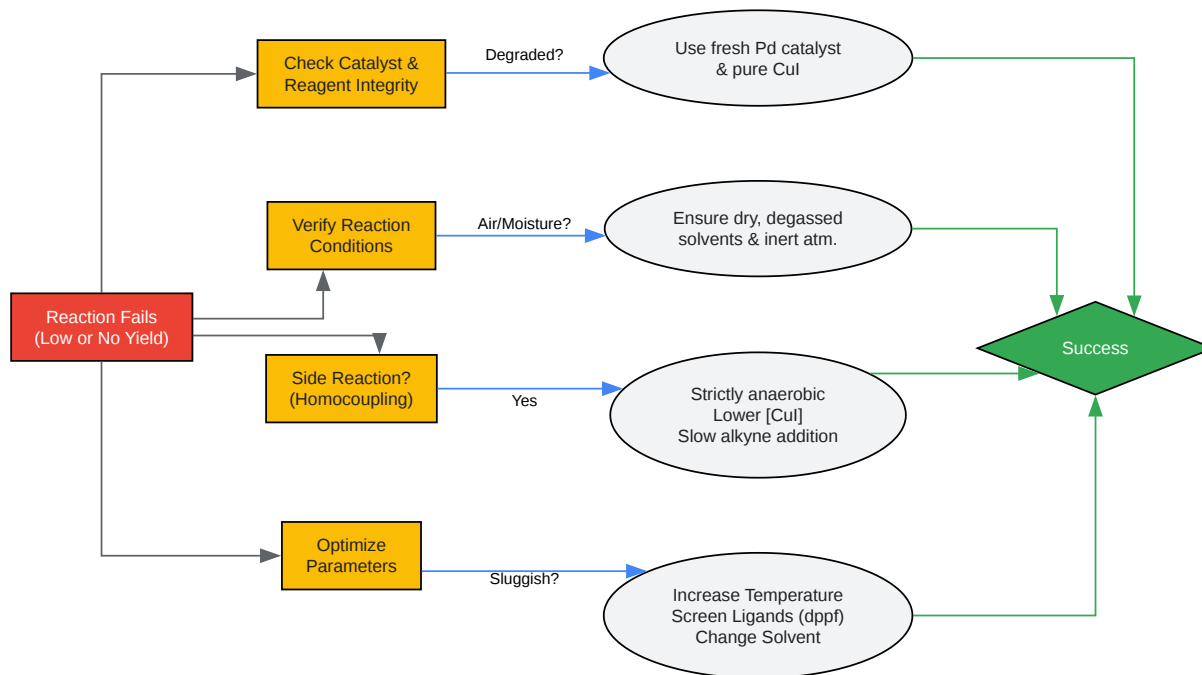 Check Catalyst &
Reagent Integrity
Degraded?
Use fresh Pd catalyst
& pure CuI
Verify Reaction
Conditions
Air/Moisture?
Ensure dry, degassed
solvents & inert atm.
Reaction Fails
(Low or No Yield)
Success
Side Reaction?
(Homocoupling)
Yes
Strictly anaerobic
Lower [CuI]
Slow alkyne addition
Optimize
Parameters
Sluggish?
Increase Temperature
Screen Ligands (dppf)
Change Solvent